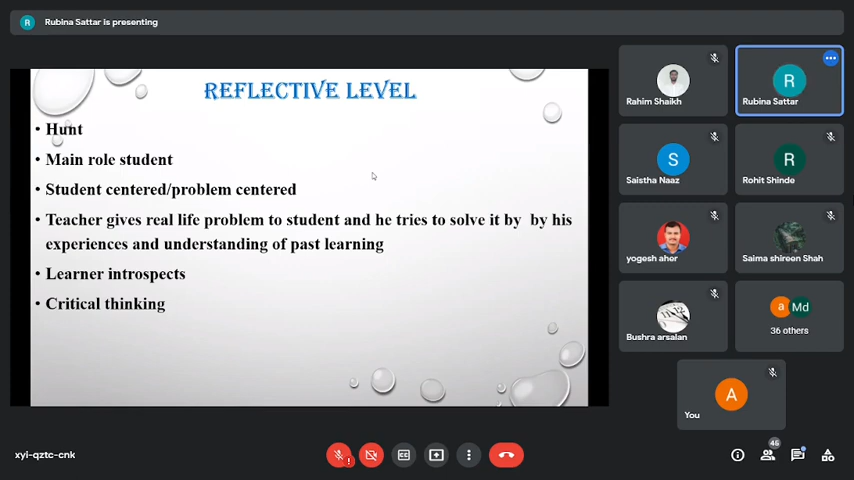 R
Rubina Sattar is presenting
REFLECTIVE LEVEL
• Hunt
• Main role student
• Student centered/problem centered
• Teacher gives real life problem to student and he tries to solve it by by his
experiences and understanding of past learning
• Learner introspects
• Critical thinking
Rahim Shaikh
R
Rubina Sattar
S
Saistha Naaz
R
Rohit Shinde
yogesh aher
Saima shireen Shah
Bushra arsalan
a Md
36 others
A
You
xyi-qztc-cnk
46